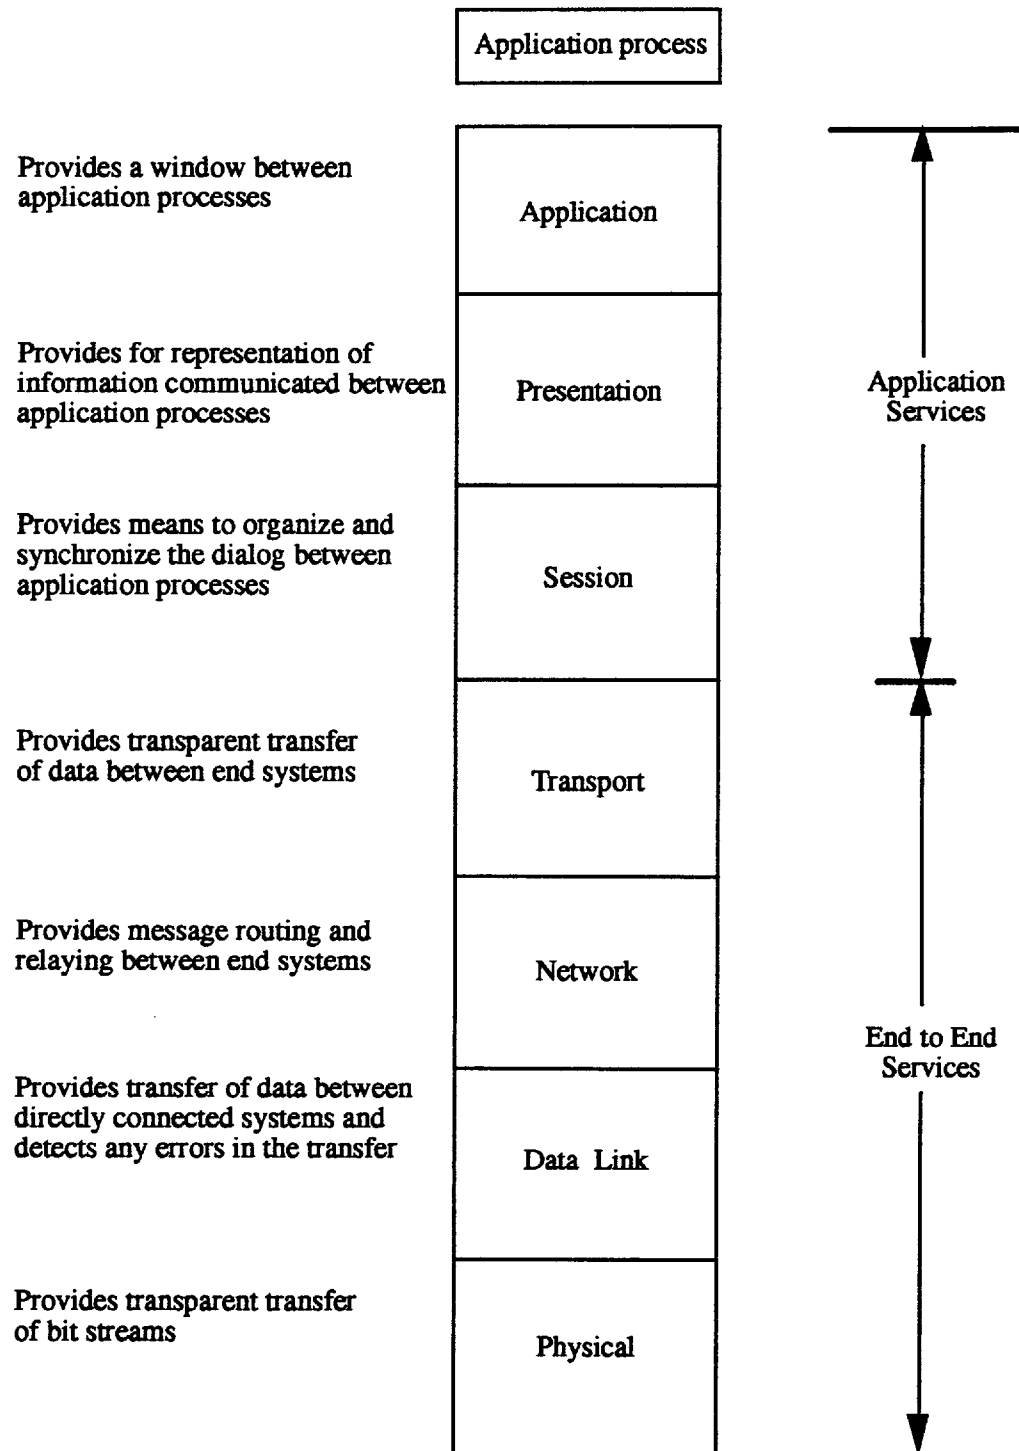 Application process
Provides a window between
application processes
Application
Provides for representation of
information communicated between
application processes
Presentation
Application
Services
Provides means to organize and
synchronize the dialog between
application processes
Session
Provides transparent transfer
of data between end systems
Transport
Provides message routing and
relaying between end systems
Network
End to End
Services
Provides transfer of data between
directly connected systems and
detects any errors in the transfer
Data Link
Provides transparent transfer
of bit streams
Physical